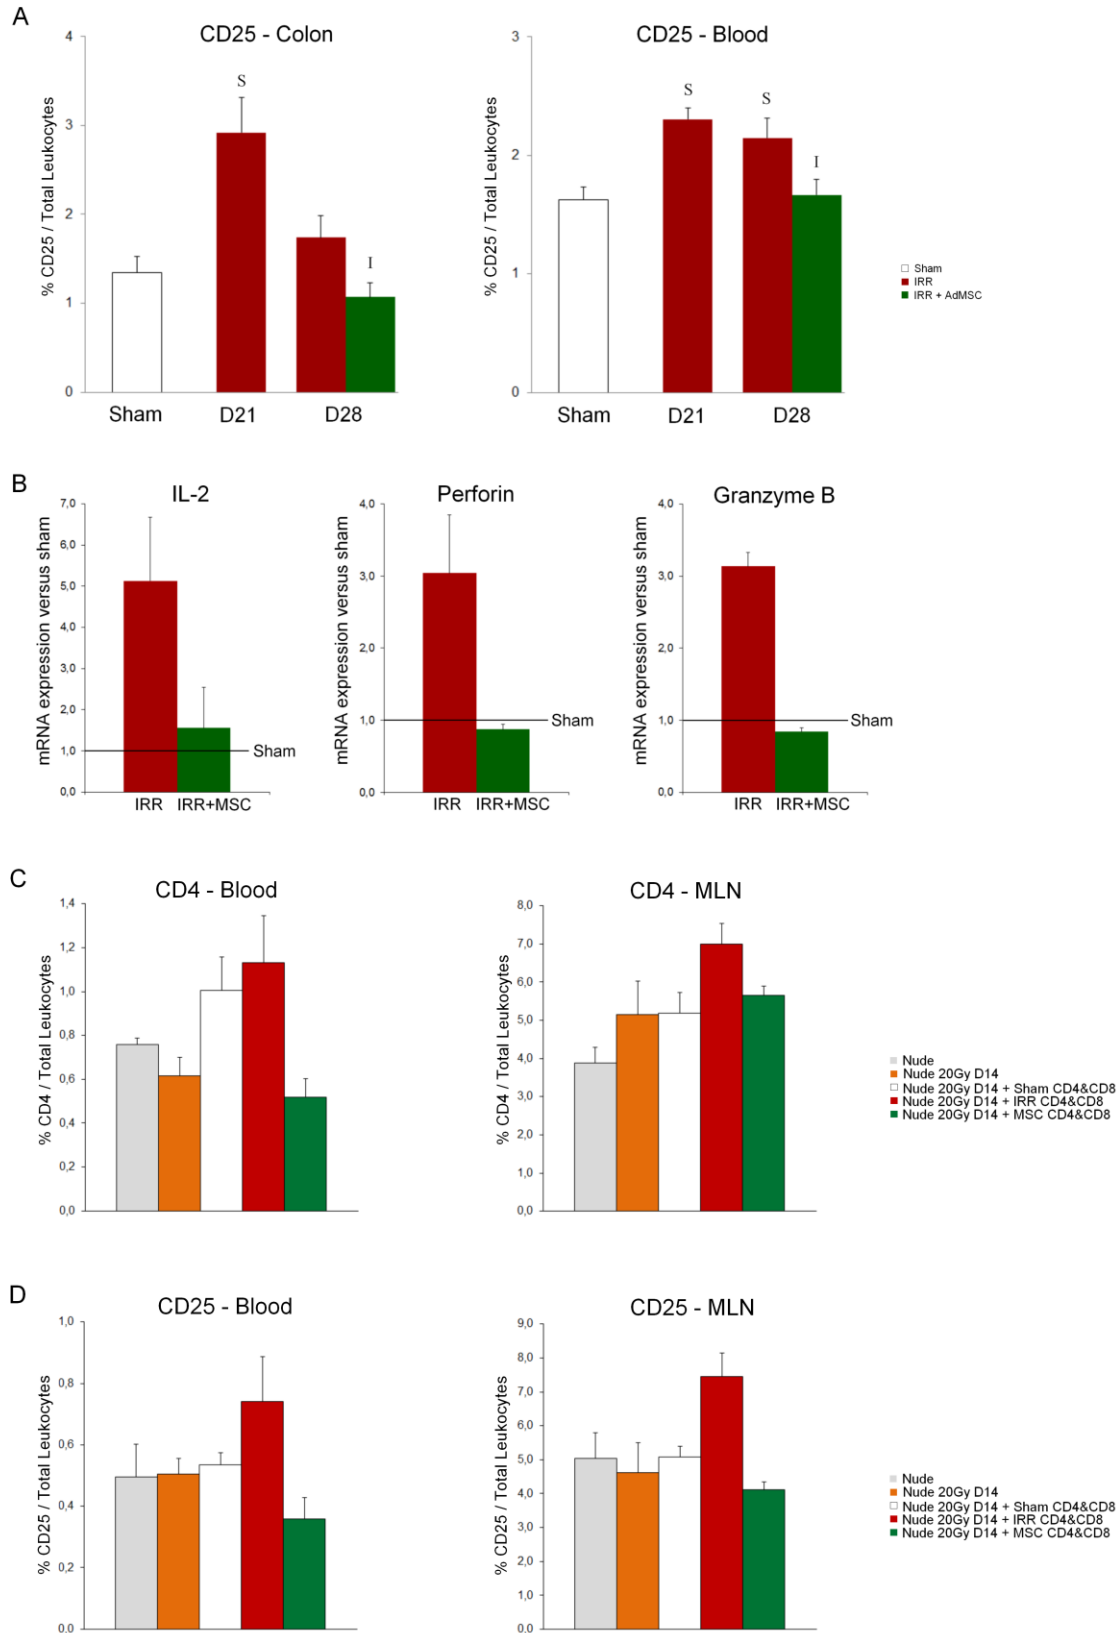 A
CD25 - Colon
% CD25 / Total Leukocytes
4
3
2
1
0
S
I
Sham
D21
D28
CD25 - Blood
% CD25 / Total Leukocytes
3
2
1
0
S
S
I
Sham
D21
D28
Sham
IRR
IRR + AdMSC
B
IL-2
mRNA expression versus sham
7,0
6,0
5,0
4,0
3,0
2,0
1,0
0,0
Sham
IRR
IRR+MSC
Perforin
mRNA expression versus sham
4,0
3,0
2,0
1,0
0,0
Sham
IRR
IRR+MSC
Granzyme B
mRNA expression versus sham
4,0
3,0
2,0
1,0
0,0
Sham
IRR
IRR+MSC
C
CD4 - Blood
% CD4 / Total Leukocytes
1,4
1,2
1,0
0,8
0,6
0,4
0,2
0,0
CD4 - MLN
% CD4 / Total Leukocytes
8,0
7,0
6,0
5,0
4,0
3,0
2,0
1,0
0,0
Nude
Nude 20Gy D14
Nude 20Gy D14 + Sham CD4&CD8
Nude 20Gy D14 + IRR CD4&CD8
Nude 20Gy D14 + MSC CD4&CD8
D
CD25 - Blood
% CD25 / Total Leukocytes
1,0
0,8
0,6
0,4
0,2
0.0
CD25 - MLN
% CD25 / Total Leukocytes
9,0
8,0
7,0
6,0
5,0
4,0
3,0
2,0
1,0
0.0
Nude
Nude 20Gy D14
Nude 20Gy D14 + Sham CD4&CD8
Nude 20Gy D14 + IRR CD4&CD8
Nude 20Gy D14 + MSC CD4&CD8